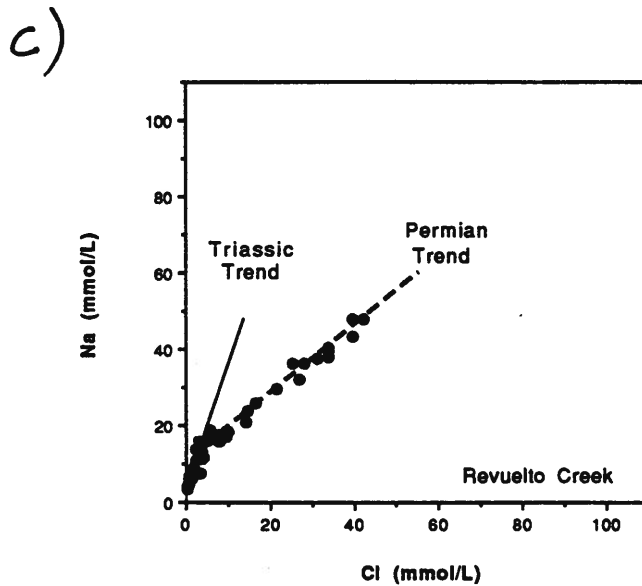 c)
100
80
60
40
20
0
Na (mmol/L)
Triassic
Trend
Permian
Trend
Revuelto Creek
0 20 40 60 80 100
Cl (mmol/L)